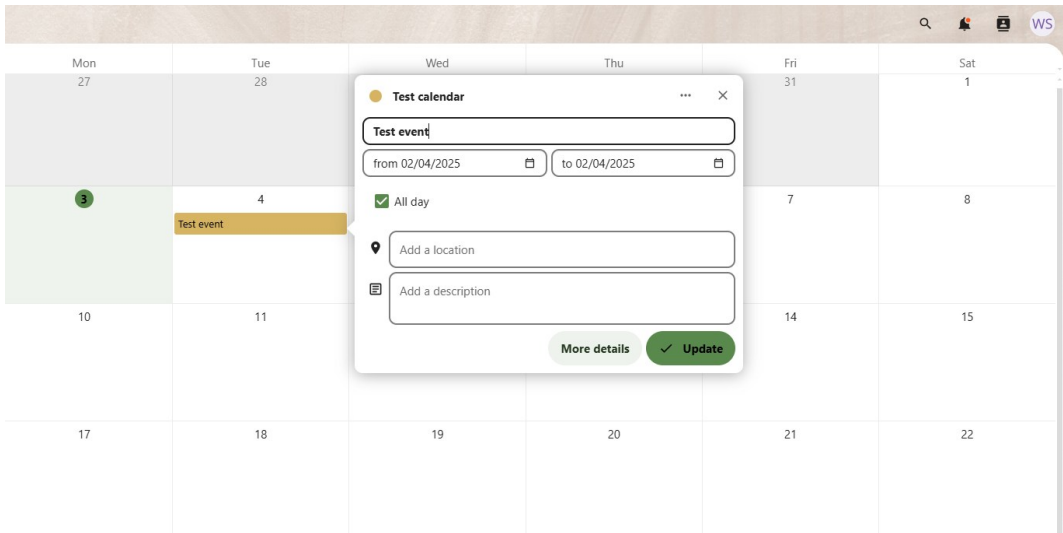 WS
Mon Tue Wed Thu Fri Sat
27 28 31 1
Test calendar
Test event
from 02/04/2025 to 02/04/2025
3 4 7 8
All day
Test event
Add a location
Add a description
10 11 14 15
More details Update
17 18 19 20 21 22